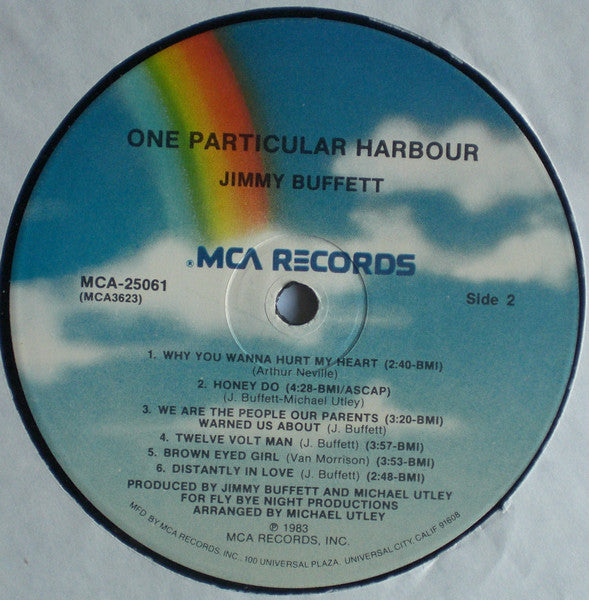 ONE PARTICULAR HARBOUR
JIMMY BUFFETT
® MCA RECORDS
MCA-25061
(MCA3623)
Side 2
1. WHY YOU WANNA HURT MY HEART (2:40-BMI)
(Arthur Neville)
2. HONEY DO (4:28-BMI/ASCAP)
(J. Buffett-Michael Utley)
3. WE ARE THE PEOPLE OUR PARENTS (3:20-BMI)
WARNED US ABOUT (J. Buffett)
4. TWELVE VOLT MAN (J. Buffett) (3:57-BMI)
5. BROWN EYED GIRL (Van Morrison) (3:53-BMI)
6. DISTANTLY IN LOVE (J. Buffett) (2:48-BMI)
PRODUCED BY JIMMY BUFFETT AND MICHAEL UTLEY
FOR FLY BYE NIGHT PRODUCTIONS
ARRANGED BY MICHAEL UTLEY
℗ 1983
MCA RECORDS, INC.
MFD BY MCA RECORDS, INC., 100 UNIVERSAL PLAZA, UNIVERSAL CITY, CALIF. 91608